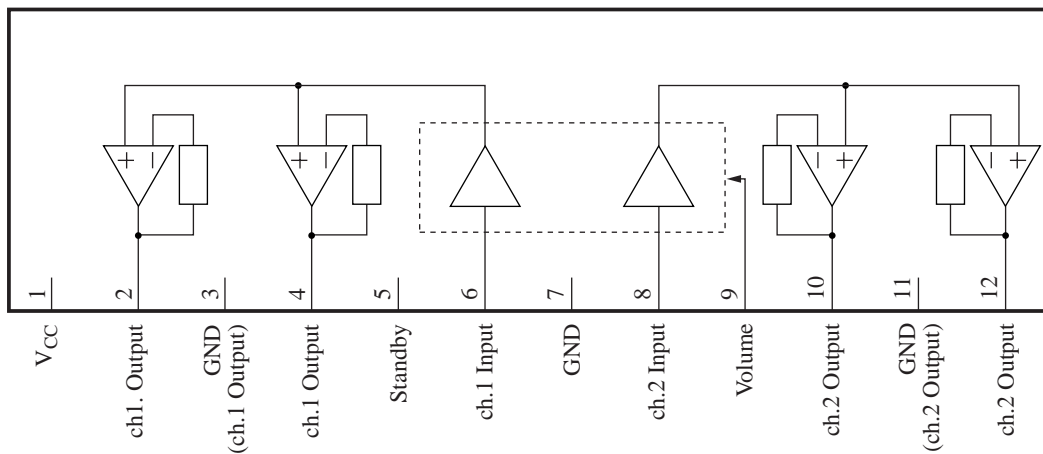 + −
+ −
− +
− +
1
2
3
4
5
6
7
8
9
10
11
12
VCC
ch1. Output
GND
(ch.1 Output)
ch.1 Output
Standby
ch.1 Input
GND
ch.2 Input
Volume
ch.2 Output
GND
(ch.2 Output)
ch.2 Output